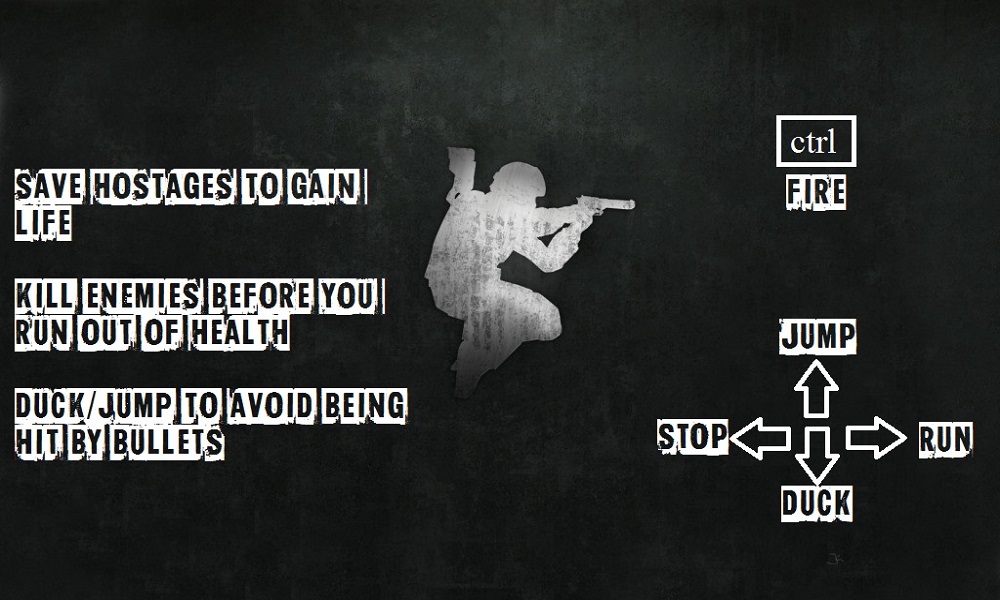 SAVE HOSTAGES TO GAIN
LIFE
KILL ENEMIES BEFORE YOU
RUN OUT OF HEALTH
DUCK/JUMP TO AVOID BEING
HIT BY BULLETS
ctrl
FIRE
JUMP
STOP RUN
DUCK